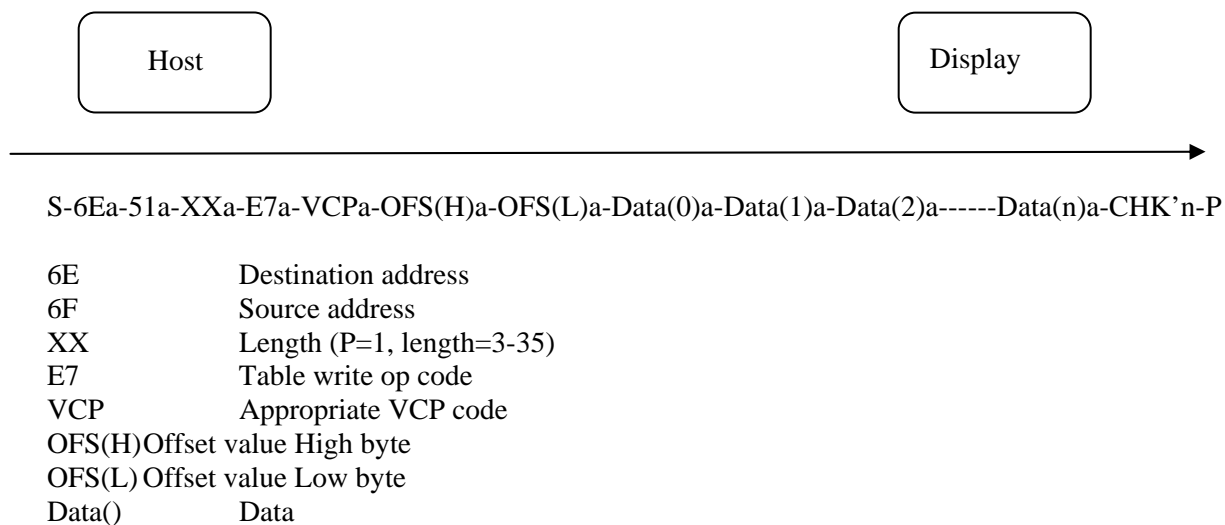 Host
Display
S-6Ea-51a-XXa-E7a-VCPa-OFS(H)a-OFS(L)a-Data(0)a-Data(1)a-Data(2)a------Data(n)a-CHK’n-P
6E Destination address
6F Source address
XX Length (P=1, length=3-35)
E7 Table write op code
VCP Appropriate VCP code
OFS(H) Offset value High byte
OFS(L) Offset value Low byte
Data() Data